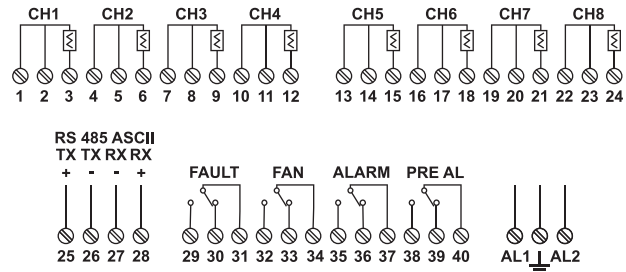 CH1 CH2 CH3 CH4 CH5 CH6 CH7 CH8
1 2 3 4 5 6 7 8 9 10 11 12 13 14 15 16 17 18 19 20 21 22 23 24
RS 485 ASCII
TX TX RX RX
+ - - +
FAULT FAN ALARM PRE AL
25 26 27 28 29 30 31 32 33 34 35 36 37 38 39 40 AL1 AL2